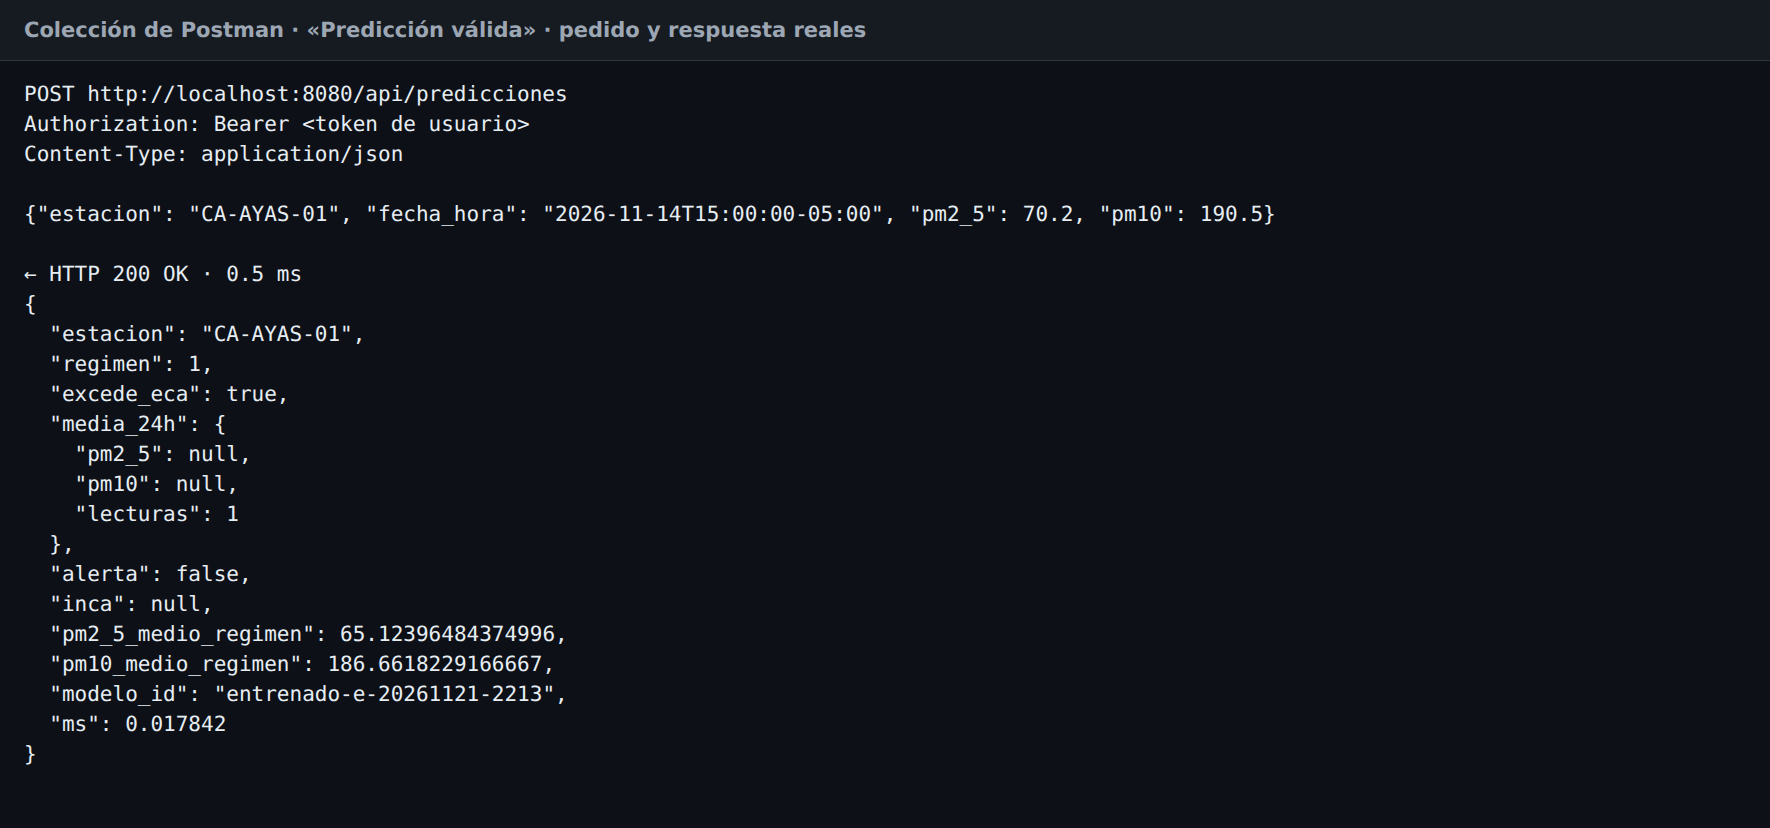 Colección de Postman · «Predicción válida» · pedido y respuesta reales
POST http://localhost:8080/api/predicciones
Authorization: Bearer <token de usuario>
Content-Type: application/json
{"estacion": "CA-AYAS-01", "fecha_hora": "2026-11-14T15:00:00-05:00", "pm2_5": 70.2, "pm10": 190.5}
← HTTP 200 OK · 0.5 ms
{
  "estacion": "CA-AYAS-01",
  "regimen": 1,
  "excede_eca": true,
  "media_24h": {
    "pm2_5": null,
    "pm10": null,
    "lecturas": 1
  },
  "alerta": false,
  "inca": null,
  "pm2_5_medio_regimen": 65.12396484374996,
  "pm10_medio_regimen": 186.6618229166667,
  "modelo_id": "entrenado-e-20261121-2213",
  "ms": 0.017842
}